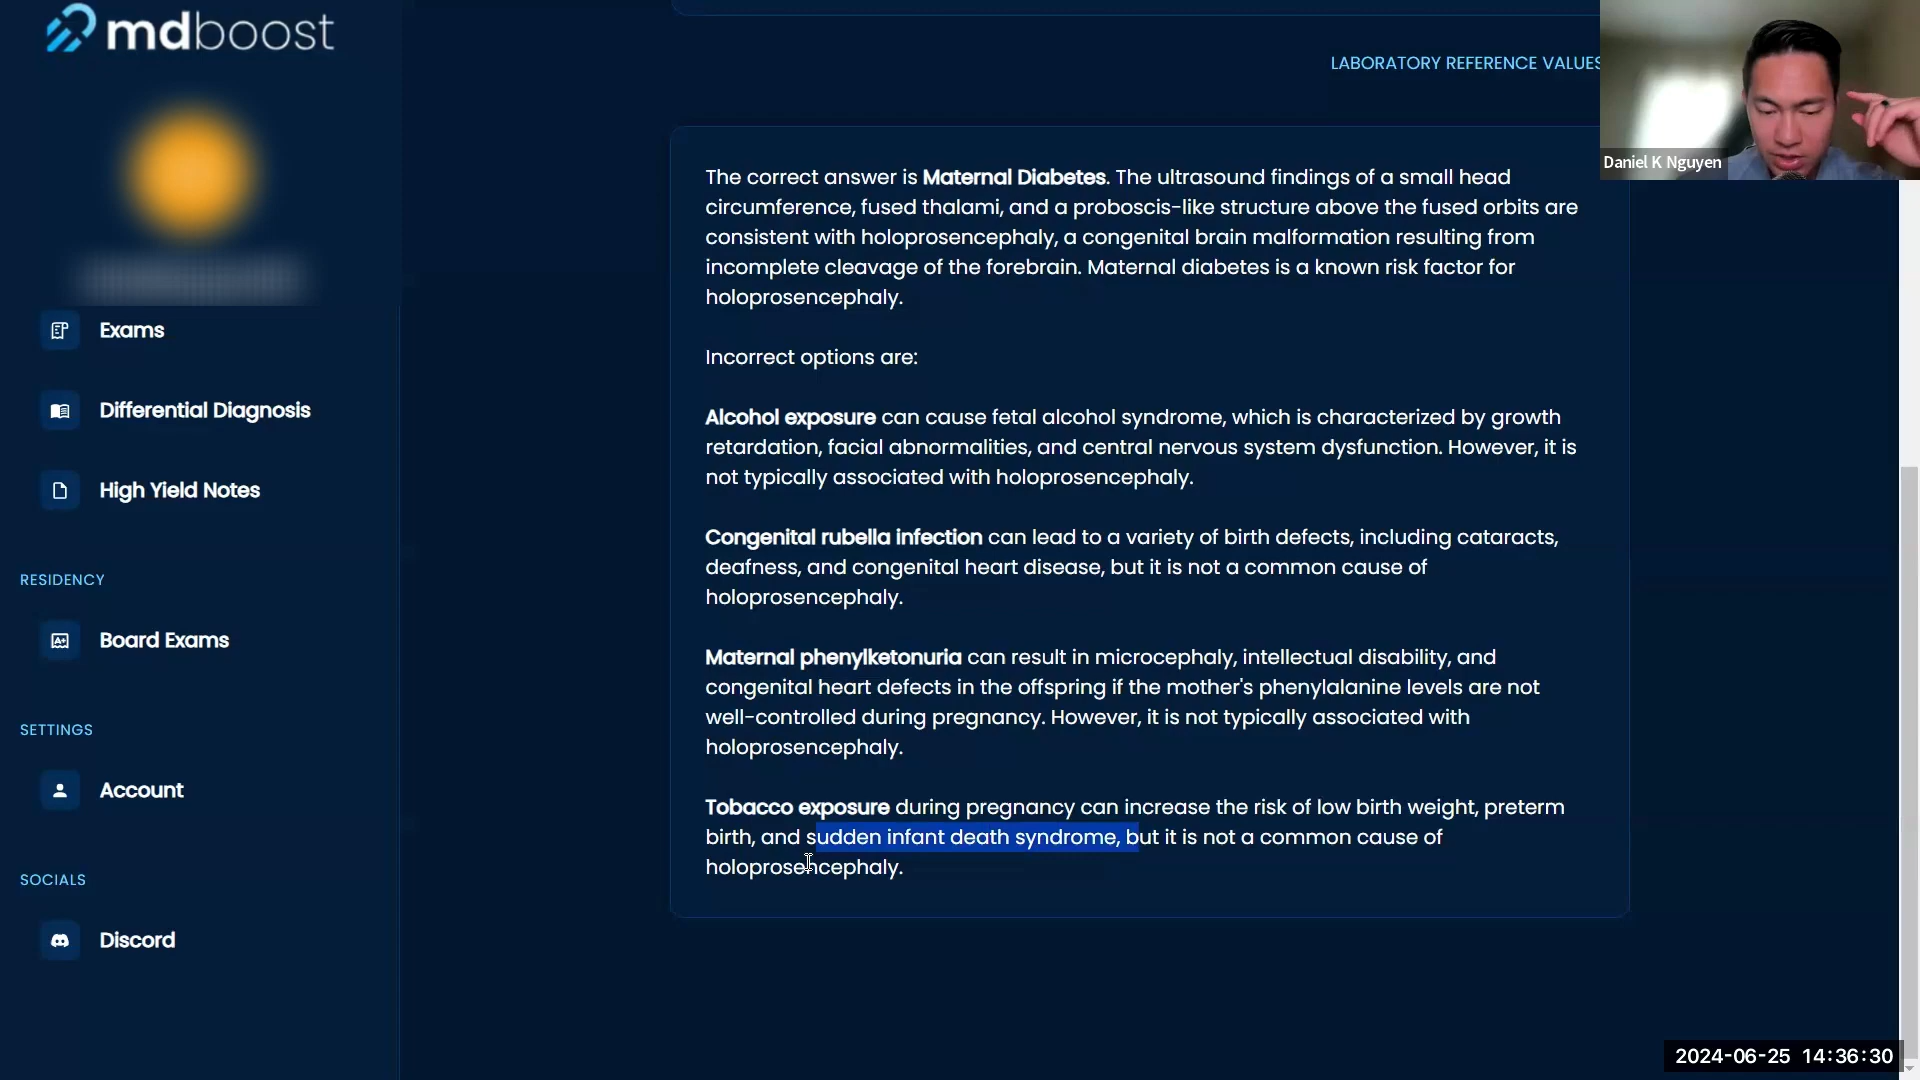 mdboost
LABORATORY REFERENCE VALUES
Daniel K Nguyen
Exams
Differential Diagnosis
High Yield Notes
RESIDENCY
Board Exams
SETTINGS
Account
SOCIALS
Discord
The correct answer is Maternal Diabetes. The ultrasound findings of a small head
circumference, fused thalami, and a proboscis-like structure above the fused orbits are
consistent with holoprosencephaly, a congenital brain malformation resulting from
incomplete cleavage of the forebrain. Maternal diabetes is a known risk factor for
holoprosencephaly.
Incorrect options are:
Alcohol exposure can cause fetal alcohol syndrome, which is characterized by growth
retardation, facial abnormalities, and central nervous system dysfunction. However, it is
not typically associated with holoprosencephaly.
Congenital rubella infection can lead to a variety of birth defects, including cataracts,
deafness, and congenital heart disease, but it is not a common cause of
holoprosencephaly.
Maternal phenylketonuria can result in microcephaly, intellectual disability, and
congenital heart defects in the offspring if the mother's phenylalanine levels are not
well-controlled during pregnancy. However, it is not typically associated with
holoprosencephaly.
Tobacco exposure during pregnancy can increase the risk of low birth weight, preterm
birth, and sudden infant death syndrome, but it is not a common cause of
holoprosencephaly.
2024-06-25 14:36:30